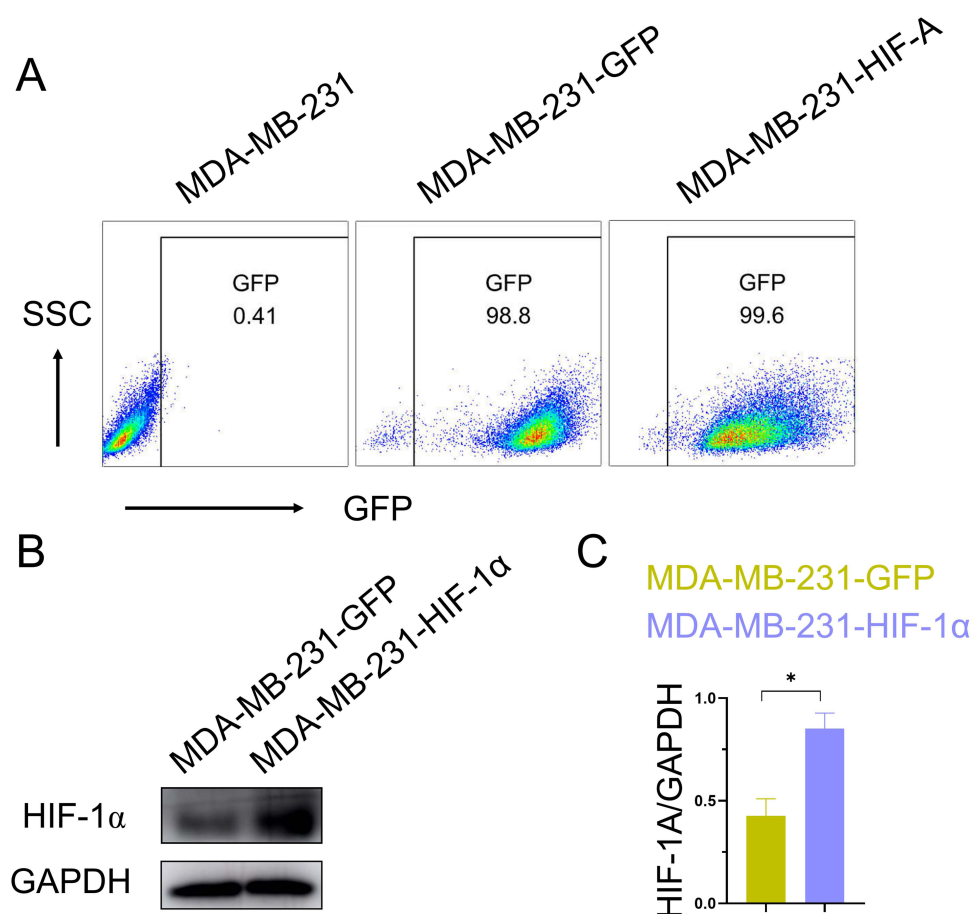 A
MDA-MB-231
MDA-MB-231-GFP
MDA-MB-231-HIF-A
SSC
GFP
0.41
GFP
98.8
GFP
99.6
GFP
B
MDA-MB-231-GFP
MDA-MB-231-HIF-1α
HIF-1α
GAPDH
C
MDA-MB-231-GFP
MDA-MB-231-HIF-1α
HIF-1A/GAPDH
1.0
0.5
0.0
*